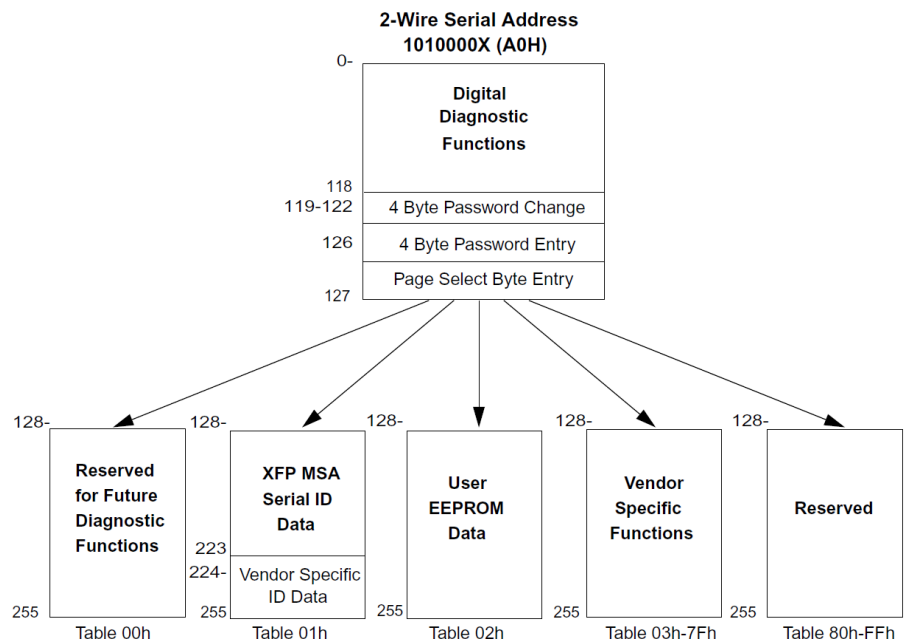 2-Wire Serial Address
1010000X (A0H)
0-
Digital
Diagnostic
Functions
118
119-122
4 Byte Password Change
126
4 Byte Password Entry
Page Select Byte Entry
127
128-
Reserved
for Future
Diagnostic
Functions
255
Table 00h
128-
XFP MSA
Serial ID
Data
223
224-
Vendor Specific
ID Data
255
Table 01h
128-
User
EEPROM
Data
255
Table 02h
128-
Vendor
Specific
Functions
255
Table 03h-7Fh
128-
Reserved
255
Table 80h-FFh